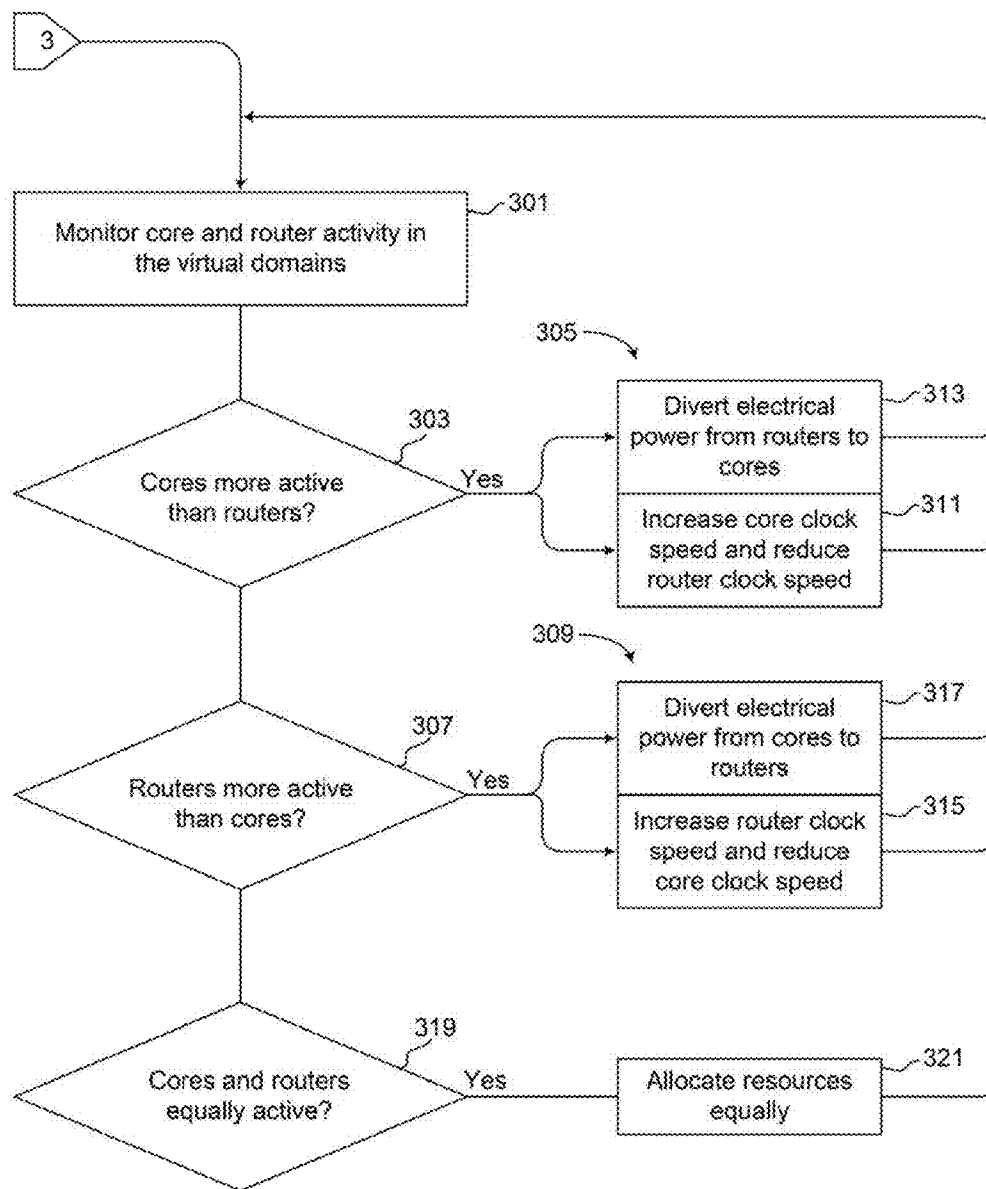 3
301
Monitor core and router activity in
the virtual domains
305
303
Cores more active
than routers?
Yes
313
Divert electrical
power from routers to
cores
311
Increase core clock
speed and reduce
router clock speed
309
307
Routers more active
than cores?
Yes
317
Divert electrical
power from cores to
routers
315
Increase router clock
speed and reduce
core clock speed
319
Cores and routers
equally active?
Yes
321
Allocate resources
equally